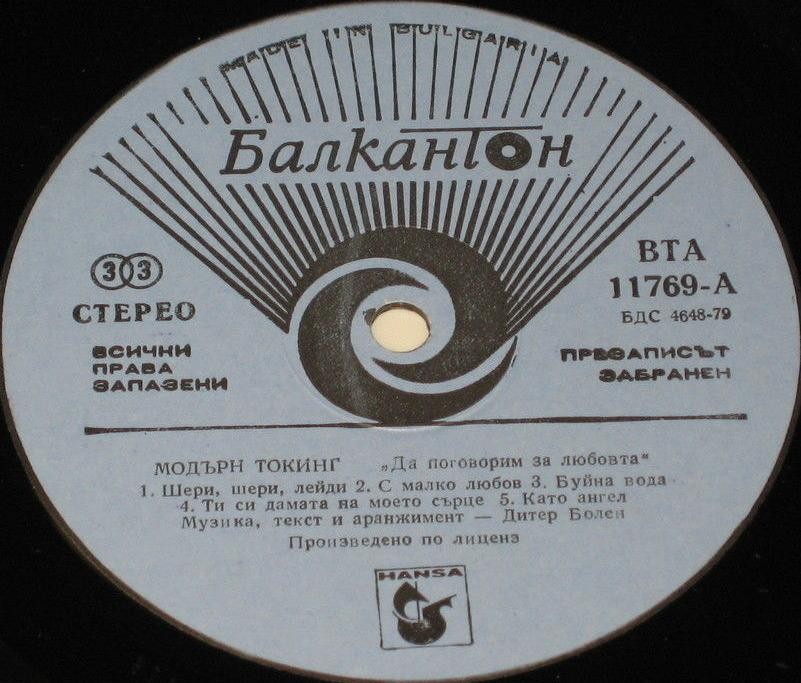 MADE IN BULGARIA
Балкантон
33
СТЕРЕО
ВСИЧКИ
ПРАВА
ЗАПАЗЕНИ
ВТА
11769-А
БДС 4648-79
ПРЕЗАПИСЪТ
ЗАБРАНЕН
МОДЪРН ТОКИНГ „Да поговорим за любовта“
1. Шери, шери, лейди 2. С малко любов 3. Буйна вода
4. Ти си дамата на моето сърце 5. Като ангел
Музика, текст и аранжимент — Дитер Болен
Произведено по лиценз
HANSA